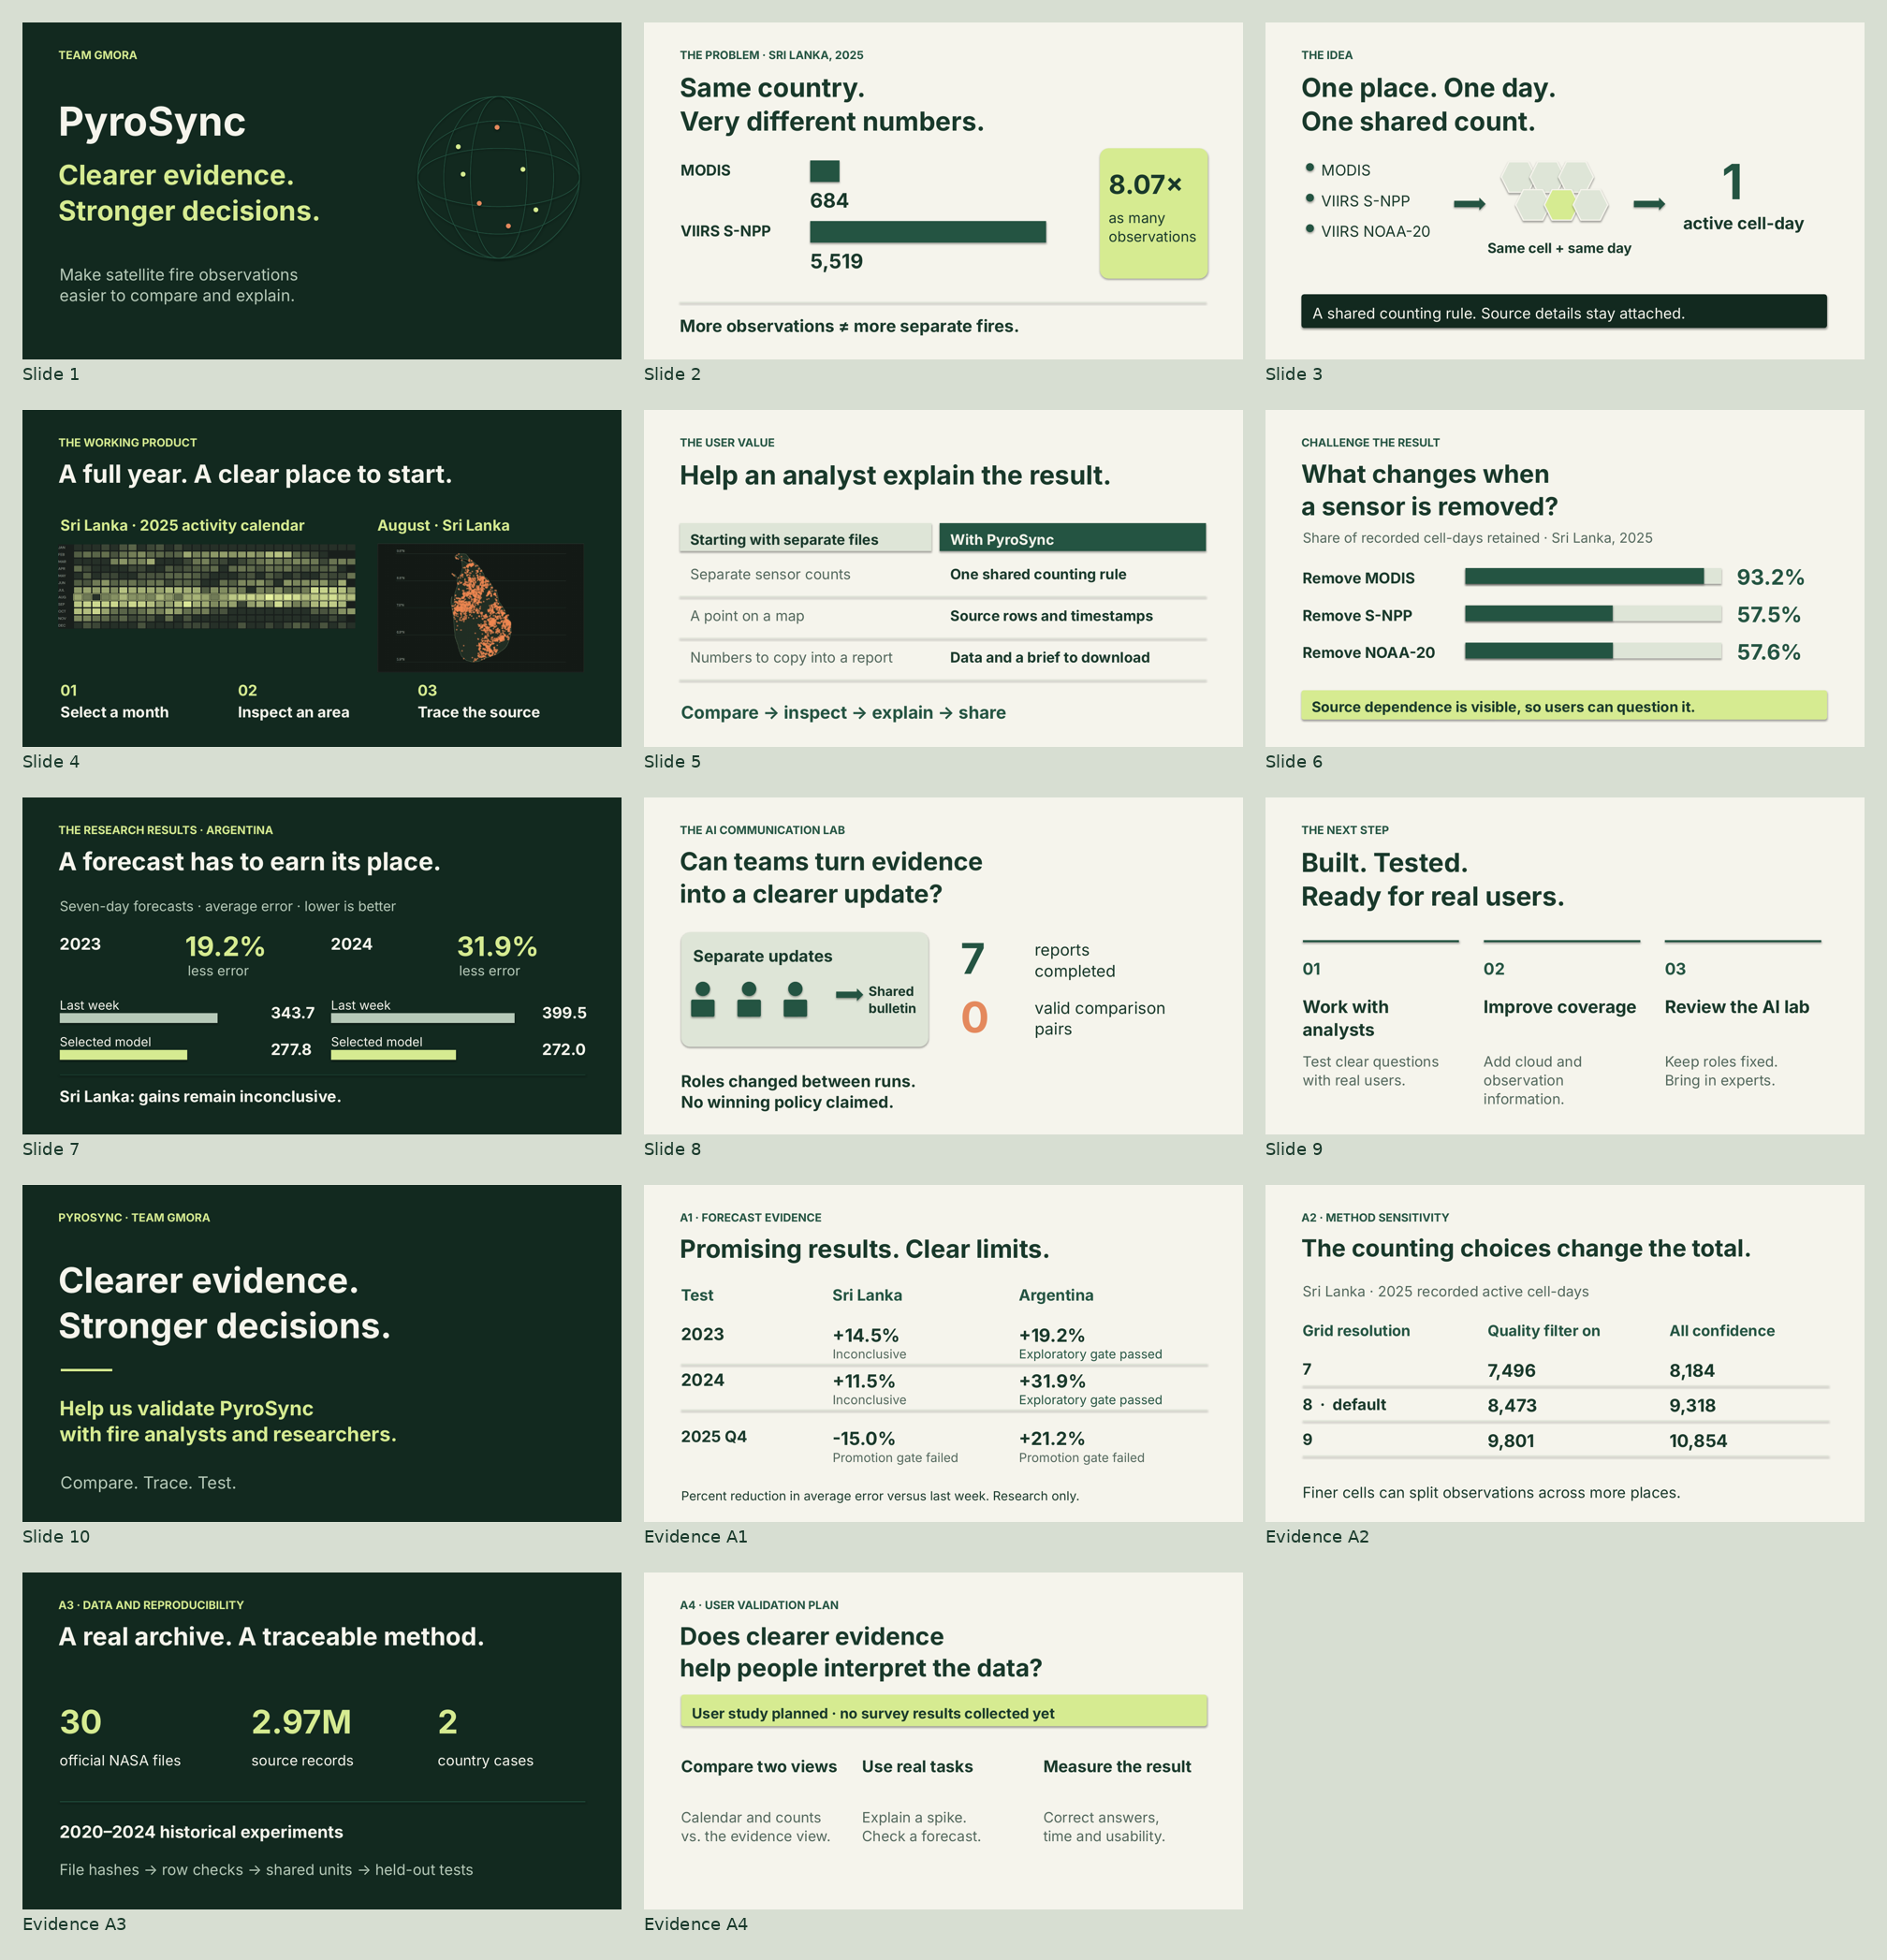 TEAM GMORA
PyroSync
Clearer evidence.
Stronger decisions.
Make satellite fire observations
easier to compare and explain.
Slide 1
THE PROBLEM · SRI LANKA, 2025
Same country.
Very different numbers.
MODIS
684
VIIRS S-NPP
5,519
8.07×
as many
observations
More observations ≠ more separate fires.
Slide 2
THE IDEA
One place. One day.
One shared count.
MODIS
VIIRS S-NPP
VIIRS NOAA-20
Same cell + same day
1
active cell-day
A shared counting rule. Source details stay attached.
Slide 3
THE WORKING PRODUCT
A full year. A clear place to start.
Sri Lanka · 2025 activity calendar
August · Sri Lanka
01
Select a month
02
Inspect an area
03
Trace the source
Slide 4
THE USER VALUE
Help an analyst explain the result.
Starting with separate files
With PyroSync
Separate sensor counts
One shared counting rule
A point on a map
Source rows and timestamps
Numbers to copy into a report
Data and a brief to download
Compare → inspect → explain → share
Slide 5
CHALLENGE THE RESULT
What changes when
a sensor is removed?
Share of recorded cell-days retained · Sri Lanka, 2025
Remove MODIS
93.2%
Remove S-NPP
57.5%
Remove NOAA-20
57.6%
Source dependence is visible, so users can question it.
Slide 6
THE RESEARCH RESULTS · ARGENTINA
A forecast has to earn its place.
Seven-day forecasts · average error · lower is better
2023
19.2%
less error
Last week
343.7
Selected model
277.8
2024
31.9%
less error
Last week
399.5
Selected model
272.0
Sri Lanka: gains remain inconclusive.
Slide 7
THE AI COMMUNICATION LAB
Can teams turn evidence
into a clearer update?
Separate updates
Shared
bulletin
7
reports
completed
0
valid comparison
pairs
Roles changed between runs.
No winning policy claimed.
Slide 8
THE NEXT STEP
Built. Tested.
Ready for real users.
01
Work with
analysts
Test clear questions
with real users.
02
Improve coverage
Add cloud and
observation
information.
03
Review the AI lab
Keep roles fixed.
Bring in experts.
Slide 9
PYROSYNC · TEAM GMORA
Clearer evidence.
Stronger decisions.
Help us validate PyroSync
with fire analysts and researchers.
Compare. Trace. Test.
Slide 10
A1 · FORECAST EVIDENCE
Promising results. Clear limits.
Test
Sri Lanka
Argentina
2023
+14.5%
Inconclusive
+19.2%
Exploratory gate passed
2024
+11.5%
Inconclusive
+31.9%
Exploratory gate passed
2025 Q4
-15.0%
Promotion gate failed
+21.2%
Promotion gate failed
Percent reduction in average error versus last week. Research only.
Evidence A1
A2 · METHOD SENSITIVITY
The counting choices change the total.
Sri Lanka · 2025 recorded active cell-days
Grid resolution
Quality filter on
All confidence
7
7,496
8,184
8 · default
8,473
9,318
9
9,801
10,854
Finer cells can split observations across more places.
Evidence A2
A3 · DATA AND REPRODUCIBILITY
A real archive. A traceable method.
30
official NASA files
2.97M
source records
2
country cases
2020–2024 historical experiments
File hashes → row checks → shared units → held-out tests
Evidence A3
A4 · USER VALIDATION PLAN
Does clearer evidence
help people interpret the data?
User study planned · no survey results collected yet
Compare two views
Calendar and counts
vs. the evidence view.
Use real tasks
Explain a spike.
Check a forecast.
Measure the result
Correct answers,
time and usability.
Evidence A4